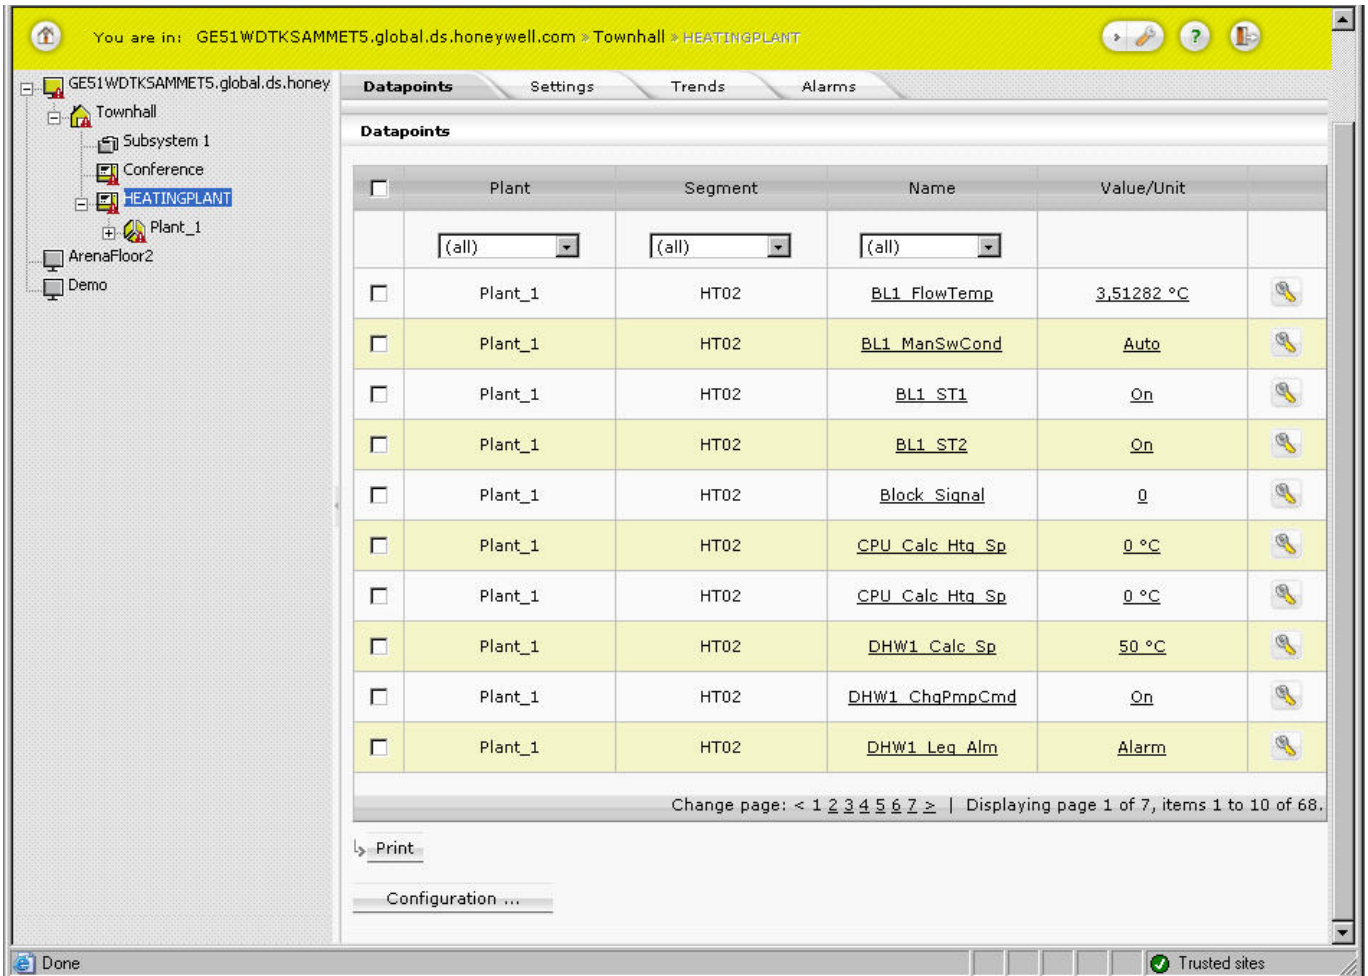 You are in: GE51WDTKSAMMET5.global.ds.honeywell.com » Townhall » HEATINGPLANT
GE51WDTKSAMMET5.global.ds.honey
Townhall
Subsystem 1
Conference
HEATINGPLANT
Plant_1
ArenaFloor2
Demo
Datapoints Settings Trends Alarms
Datapoints
Plant Segment Name Value/Unit
(all) (all) (all)
Plant_1 HT02 BL1_FlowTemp 3,51282 °C
Plant_1 HT02 BL1_ManSwCond Auto
Plant_1 HT02 BL1_ST1 On
Plant_1 HT02 BL1_ST2 On
Plant_1 HT02 Block_Signal 0
Plant_1 HT02 CPU_Calc_Htg_Sp 0 °C
Plant_1 HT02 CPU_Calc_Htg_Sp 0 °C
Plant_1 HT02 DHW1_Calc_Sp 50 °C
Plant_1 HT02 DHW1_ChgPmpCmd On
Plant_1 HT02 DHW1_Leg_Alm Alarm
Change page: < 1 2 3 4 5 6 7 > | Displaying page 1 of 7, items 1 to 10 of 68.
Print
Configuration ...
Done Trusted sites